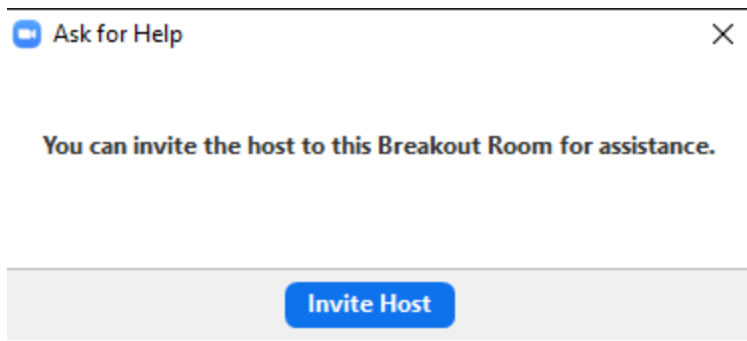 Ask for Help
You can invite the host to this Breakout Room for assistance.
Invite Host